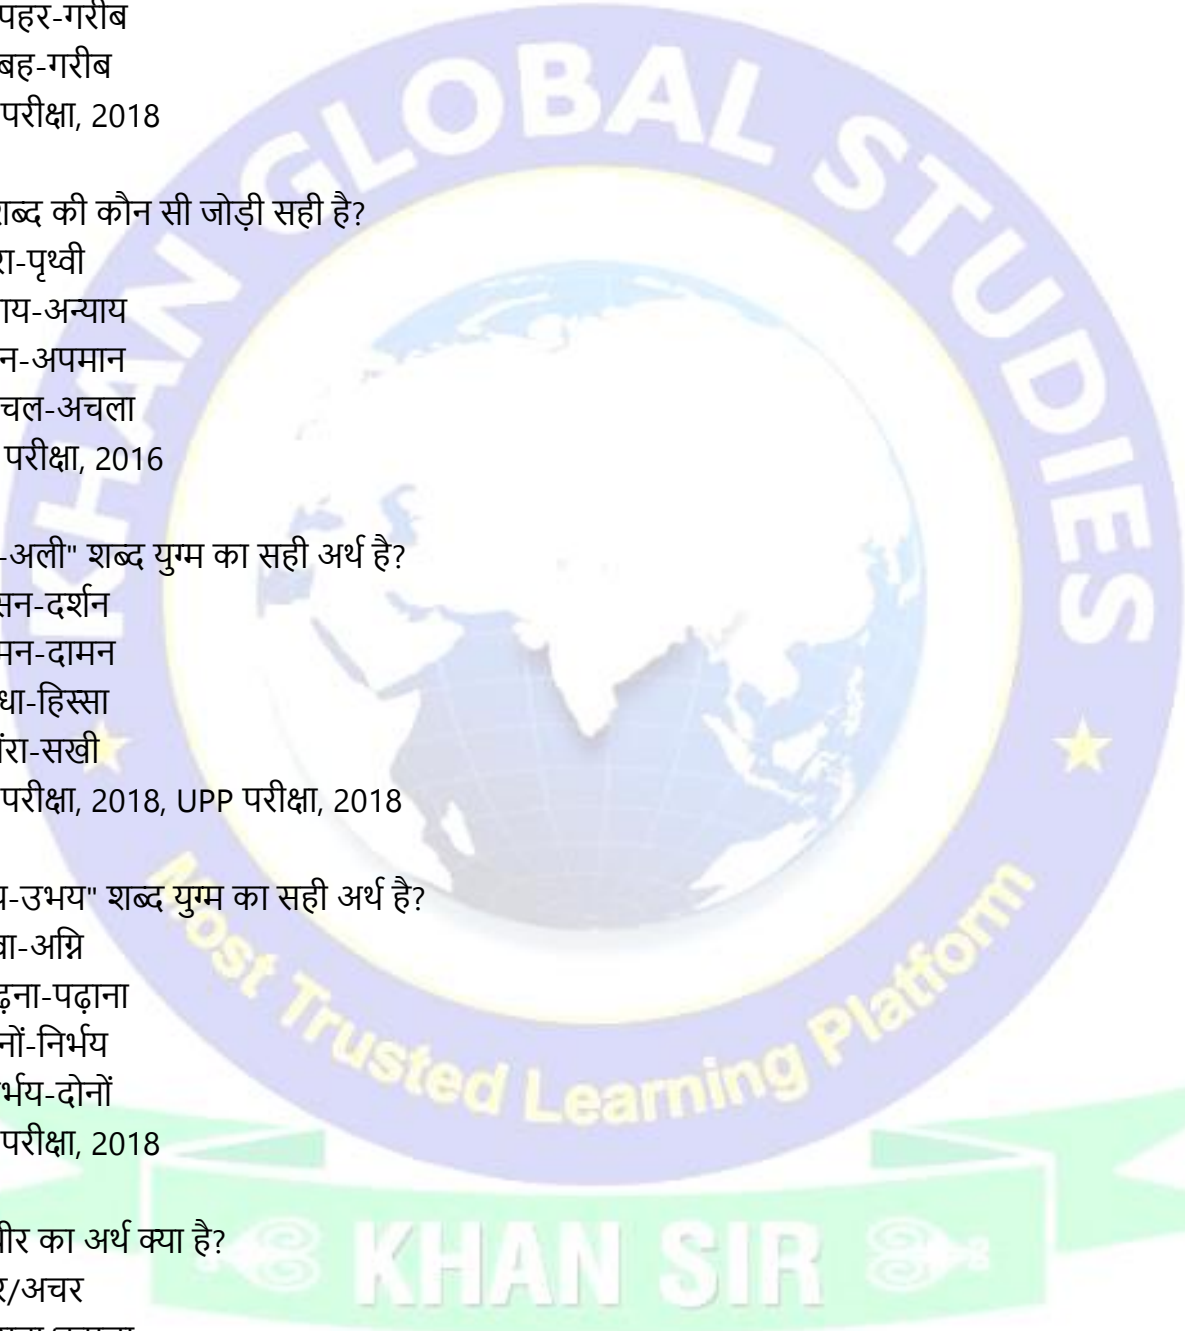 पहर-गरीब
बह-गरीब
परीक्षा, 2018
शब्द की कौन सी जोड़ी सही है?
रा-पृथ्वी
ाय-अन्याय
न-अपमान
चल-अचला
परीक्षा, 2016
-अली" शब्द युग्म का सही अर्थ है?
सन-दर्शन
मन-दामन
धा-हिस्सा
ंरा-सखी
परीक्षा, 2018, UPP परीक्षा, 2018
य-उभय" शब्द युग्म का सही अर्थ है?
वा-अग्नि
ढ़ना-पढ़ाना
नों-निर्भय
र्भय-दोनों
परीक्षा, 2018
ीर का अर्थ क्या है?
र/अचर
KHAN GLOBAL STUDIES
Most Trusted Learning Platform
KHAN SIR